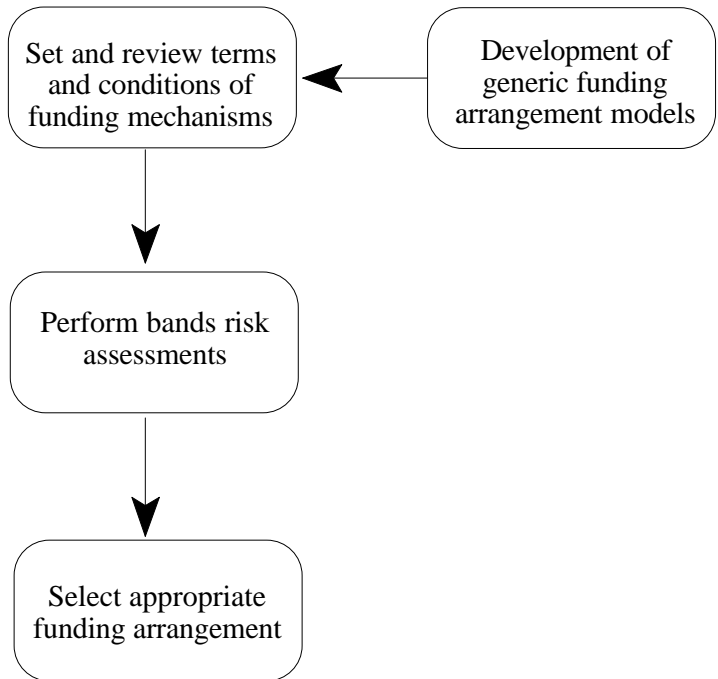 Set and review terms
and conditions of
funding mechanisms
Development of
generic funding
arrangement models
Perform bands risk
assessments
Select appropriate
funding arrangement